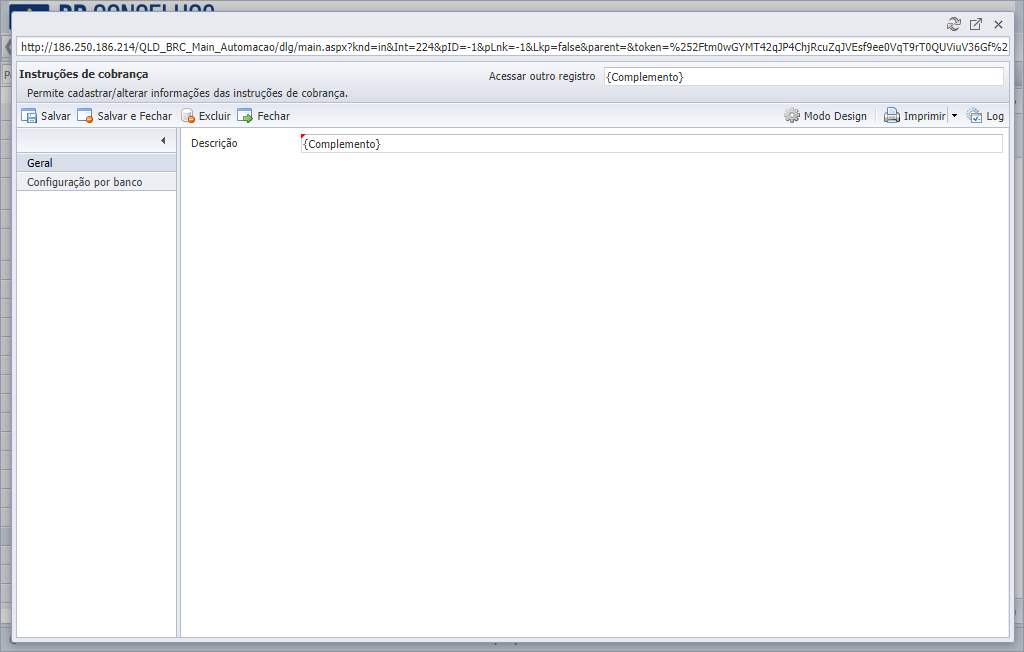 http://186.250.186.214/QLD_BRC_Main_Automacao/dlg/main.aspx?knd=in&Int=224&pID=-1&pLnk=-1&Lkp=false&parent=&token=%252Ftm0wGYMT42qJP4ChjRcuZqJVEsf9ee0VqT9rT0QUViuV36Gf%2
Instruções de cobrança
Acessar outro registro {Complemento}
Permite cadastrar/alterar informações das instruções de cobrança.
Salvar Salvar e Fechar Excluir Fechar Modo Design Imprimir Log
Descrição {Complemento}
Geral
Configuração por banco